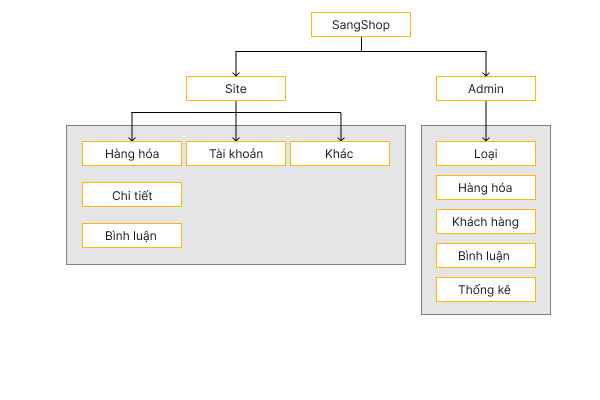 SangShop
Site
Admin
Hàng hóa
Tài khoản
Khác
Chi tiết
Bình luận
Loại
Hàng hóa
Khách hàng
Bình luận
Thống kê